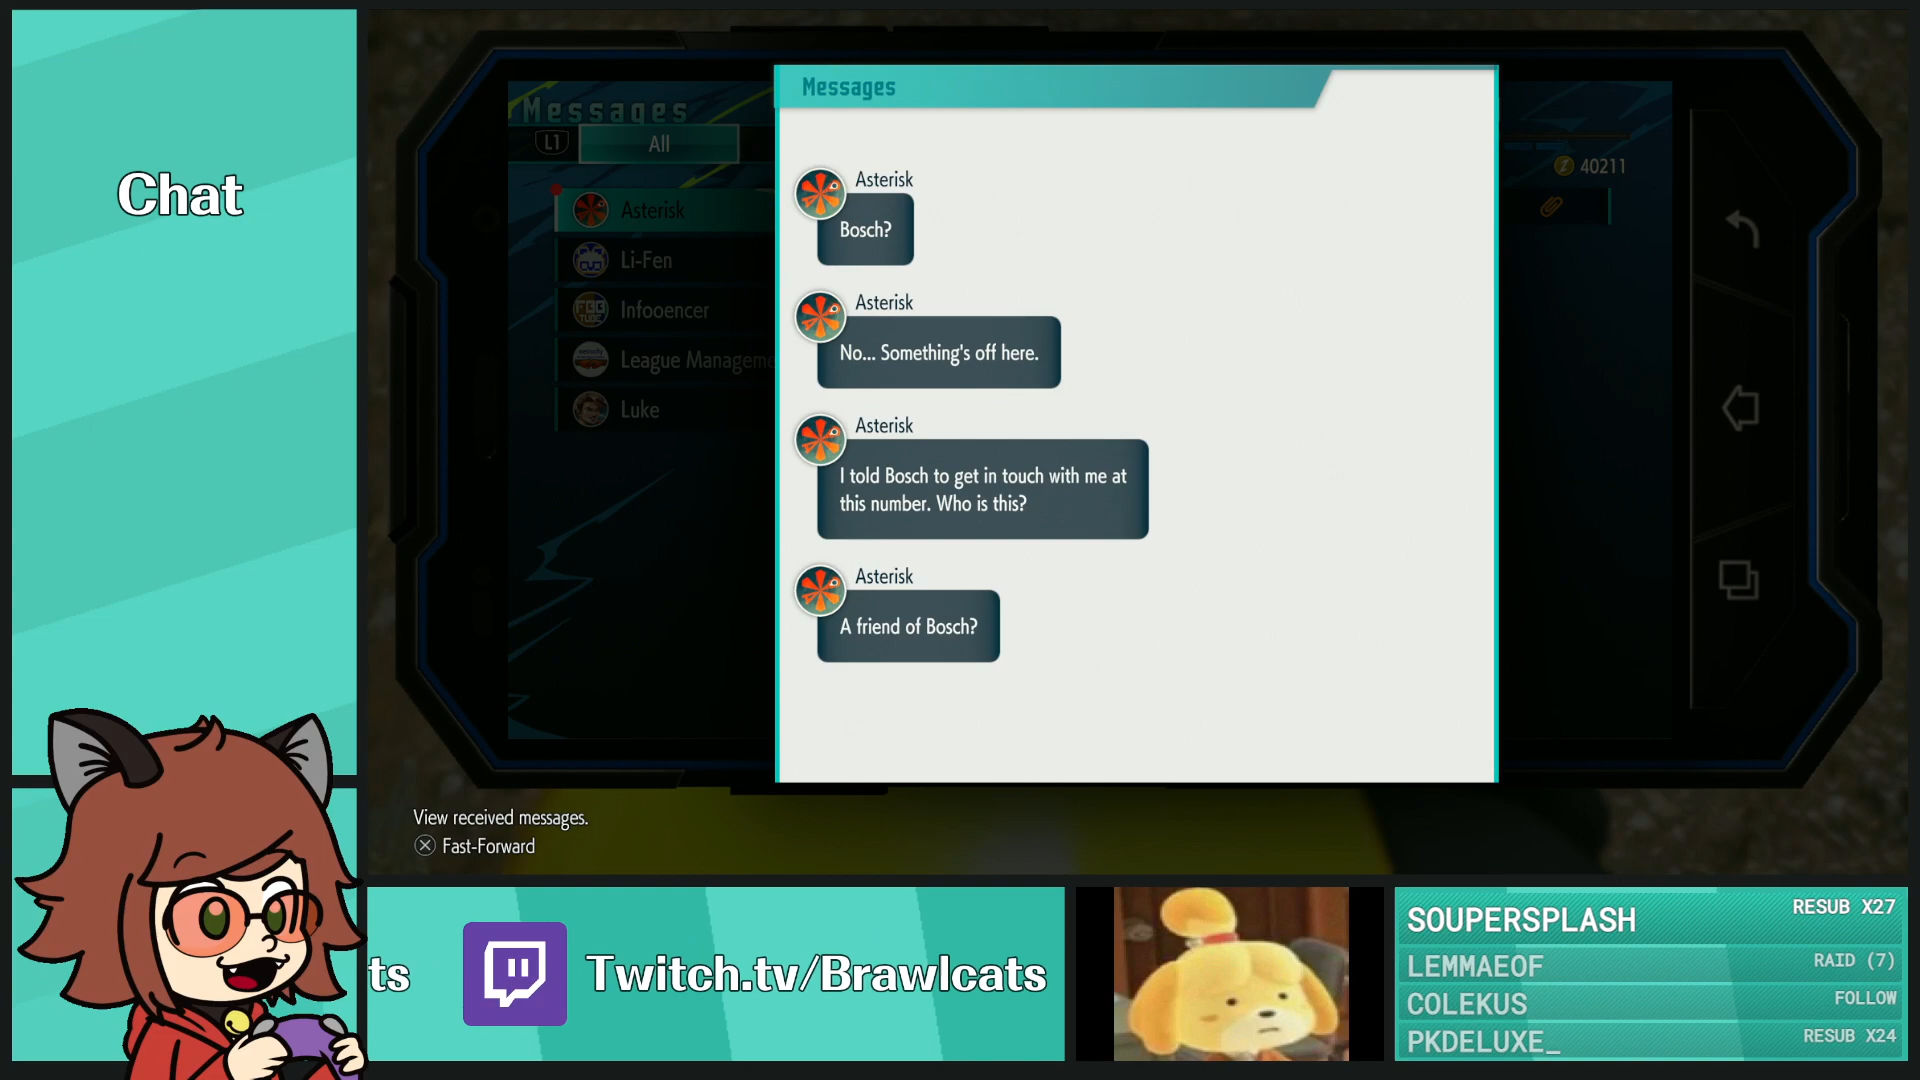 Chat
Messages
L1
All
Asterisk
Li-Fen
Infooencer
League Manageme
Luke
40211
Messages
Asterisk
Bosch?
Asterisk
No... Something's off here.
Asterisk
I told Bosch to get in touch with me at
this number. Who is this?
Asterisk
A friend of Bosch?
View received messages.
Fast-Forward
ts
Twitch.tv/Brawlcats
SOUPERSPLASH RESUB X27
LEMMAEOF RAID (7)
COLEKUS FOLLOW
PKDELUXE_ RESUB X24